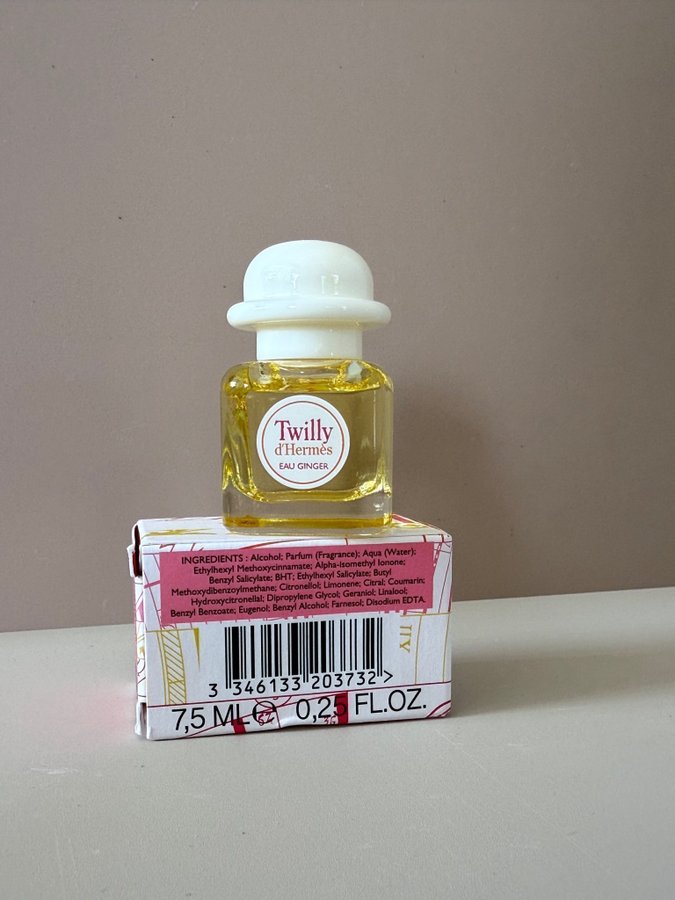 Twilly
d'Hermès
EAU GINGER
INGREDIENTS : Alcohol; Parfum (Fragrance); Aqua (Water);
Ethylhexyl Methoxycinnamate; Alpha-isomethyl Ionone;
Benzyl Salicylate; BHT; Ethylhexyl Salicylate; Butyl
Methoxydibenzoylmethane; Citronellol; Limonene; Citral; Coumarin;
Hydroxycitronellal; Dipropylene Glycol; Geraniol; Linalool;
Benzyl Benzoate; Eugenol; Benzyl Alcohol; Farnesol; Disodium EDTA.
3 346133 203732 >
7,5 ML℮ 0,25 FL.OZ.